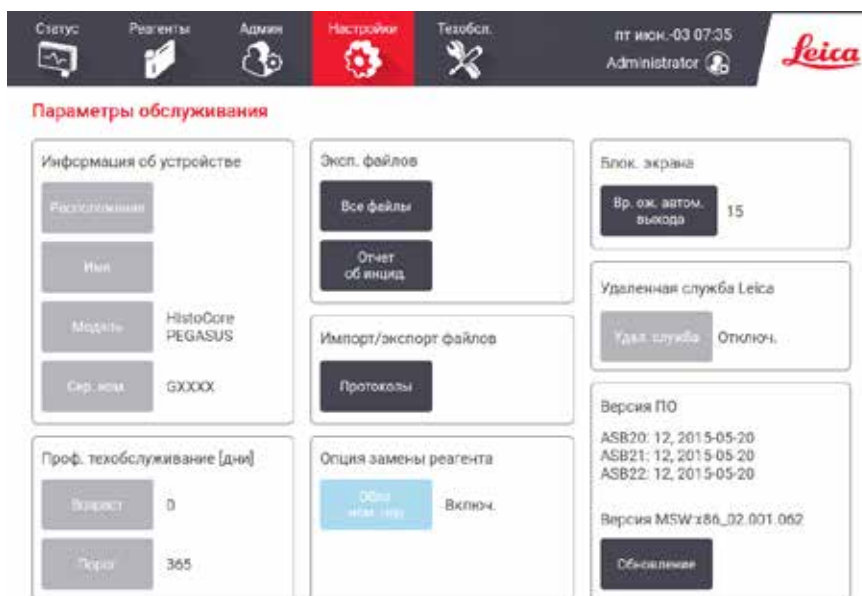 Статус
Реагенты
Админ
Настройки
Техобсл.
пт июн.-03 07:35
Administrator
Leica
Параметры обслуживания
Информация об устройстве
Расположение
Имя
Модель
HistoCore
PEGASUS
Сер. ном.
GXXXX
Проф. техобслуживание [дни]
Возраст
0
Порог
365
Эксп. файлов
Все файлы
Отчет
об инцид.
Импорт/экспорт файлов
Протоколы
Опция замены реагента
Включ.
Блок. экрана
Вр. ож. автом.
выхода
15
Удаленная служба Leica
Удал. служба
Отключ.
Версия ПО
ASB20: 12, 2015-05-20
ASB21: 12, 2015-05-20
ASB22: 12, 2015-05-20
Версия MSW:x86_02.001.062
Обновление